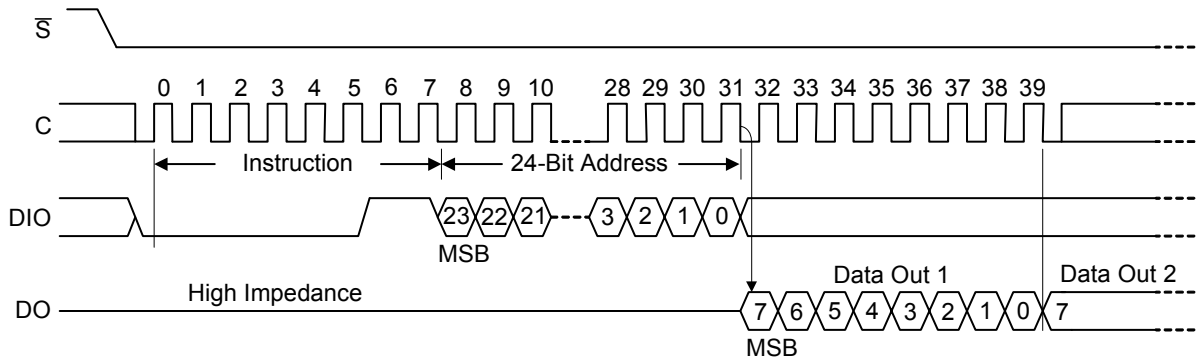 S
0 1 2 3 4 5 6 7 8 9 10 28 29 30 31 32 33 34 35 36 37 38 39
C
Instruction 24-Bit Address
DIO 23 22 21 3 2 1 0
MSB
Data Out 1 Data Out 2
High Impedance
DO 7 6 5 4 3 2 1 0 7
MSB